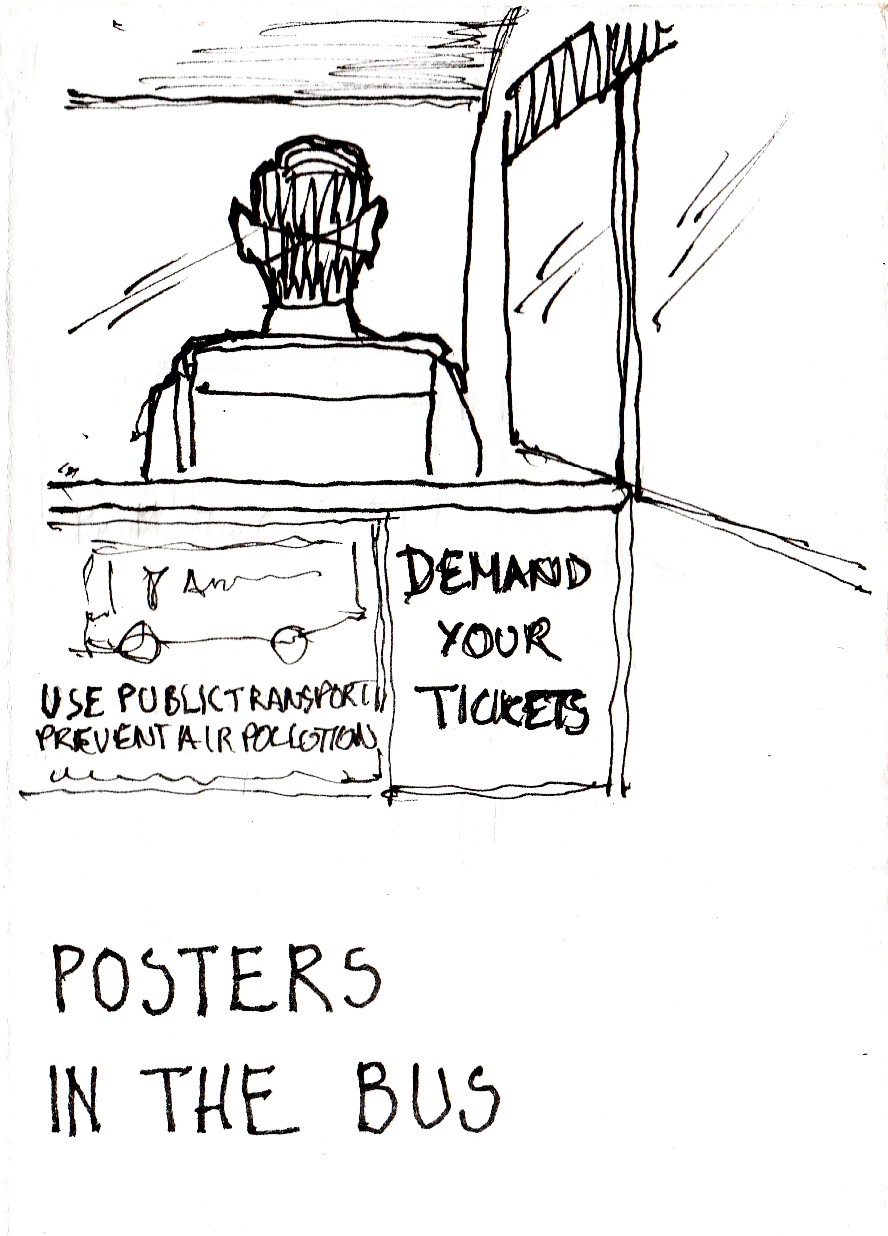 DEMAND
YOUR
TICKETS
USE PUBLIC TRANSPORT
PREVENT AIR POLLUTION
POSTERS
IN THE BUS